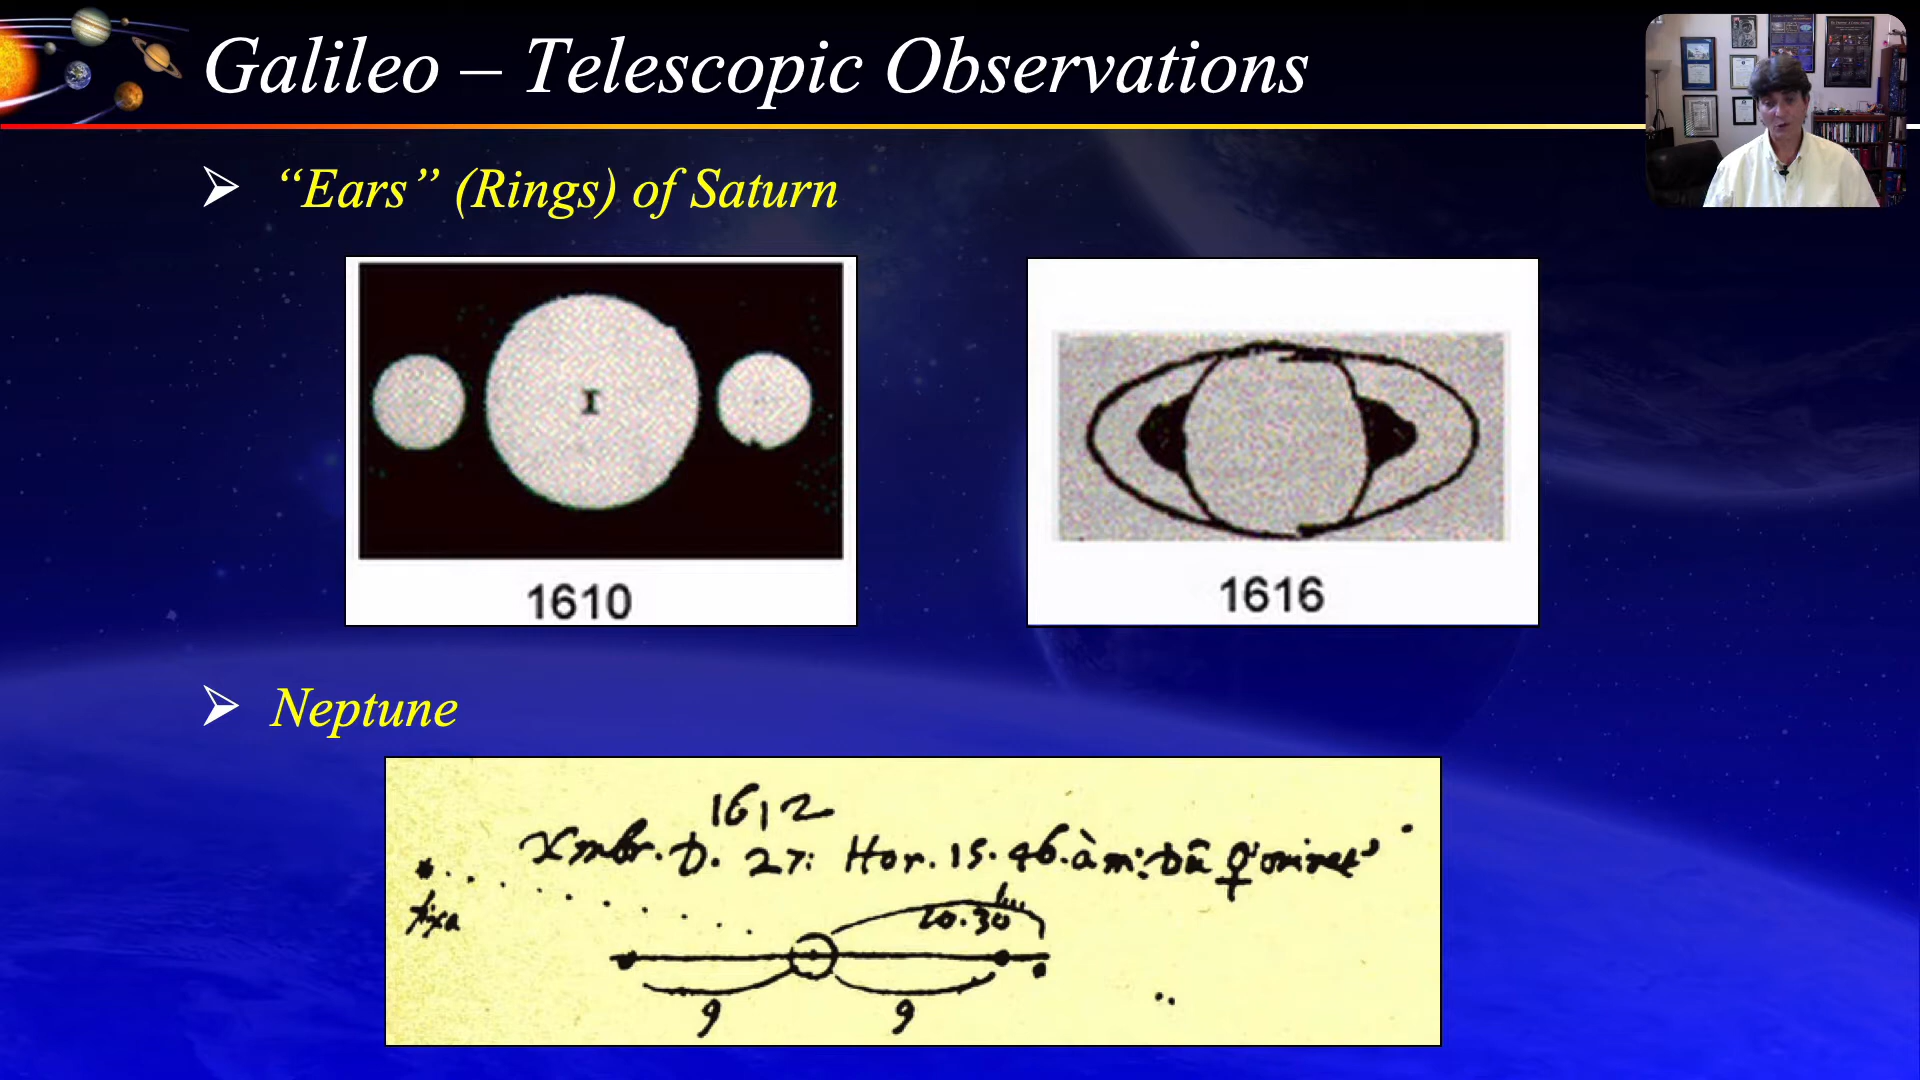 Galileo – Telescopic Observations
➢ “Ears” (Rings) of Saturn
I
1610
1616
➢ Neptune
1612
Xmbr. D. 27: Hor. 15. 46. à m:
fixa
10.30
9 9